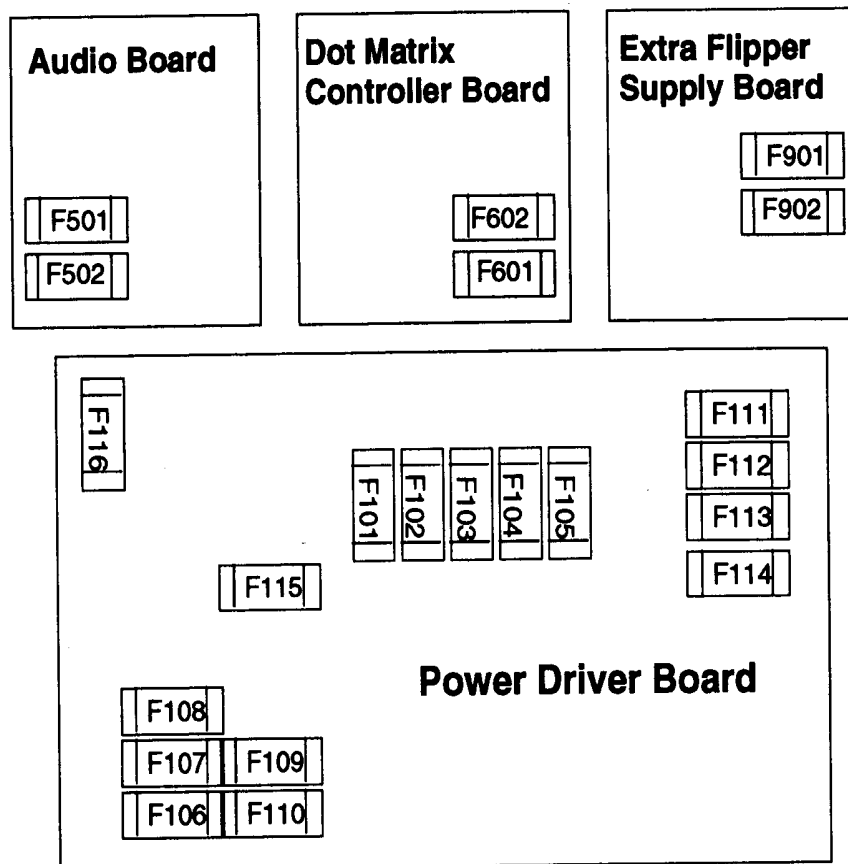 Audio Board
F501
F502
Dot Matrix
Controller Board
F602
F601
Extra Flipper
Supply Board
F901
F902
F116
F101
F102
F103
F104
F105
F111
F112
F113
F114
F115
Power Driver Board
F108
F107
F109
F106
F110